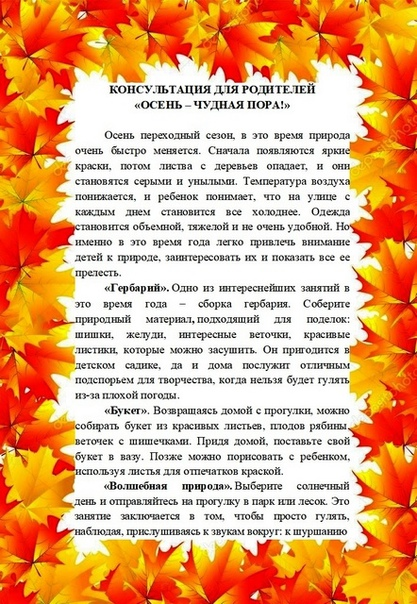 КОНСУЛЬТАЦИЯ ДЛЯ РОДИТЕЛЕЙ
«ОСЕНЬ – ЧУДНАЯ ПОРА!»
Осень переходный сезон, в это время природа
очень быстро меняется. Сначала появляются яркие
краски, потом листва с деревьев опадает, и они
становятся серыми и унылыми. Температура воздуха
понижается, и ребенок понимает, что на улице с
каждым днем становится все холоднее. Одежда
становится объемной, тяжелой и не очень удобной. Но
именно в это время года легко привлечь внимание
детей к природе, заинтересовать их и показать все ее
прелесть.
«Гербарий». Одно из интереснейших занятий в
это время года – сборка гербария. Соберите
природный материал, подходящий для поделок:
шишки, желуди, интересные веточки, красивые
листики, которые можно засушить. Он пригодится в
детском садике, да и дома послужит отличным
подспорьем для творчества, когда нельзя будет гулять
из-за плохой погоды.
«Букет». Возвращаясь домой с прогулки, можно
собирать букет из красивых листьев, плодов рябины
веточек с шишечками. Придя домой, поставьте свой
букет в вазу. Позже можно порисовать с ребенком,
используя листья для отпечатков краской.
«Волшебная природа». Выберите солнечный
день и отправляйтесь на прогулку в парк или лесок. Это
занятие заключается в том, чтобы просто гулять,
наблюдая, прислушиваясь к звукам вокруг: к шуршанию